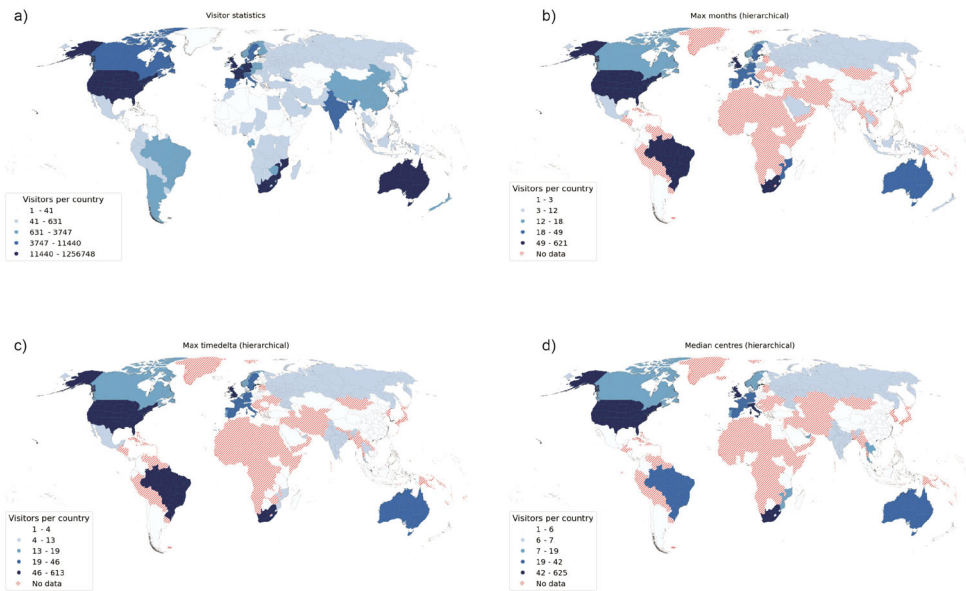 a)
Visitor statistics
Visitors per country
1 - 41
41 - 631
631 - 3747
3747 - 11440
11440 - 1256748
b)
Max months (hierarchical)
Visitors per country
1 - 3
3 - 12
12 - 18
18 - 49
49 - 621
No data
c)
Max timedelta (hierarchical)
Visitors per country
1 - 4
4 - 13
13 - 19
19 - 46
46 - 613
No data
d)
Median centres (hierarchical)
Visitors per country
1 - 6
6 - 7
7 - 19
19 - 42
42 - 625
No data